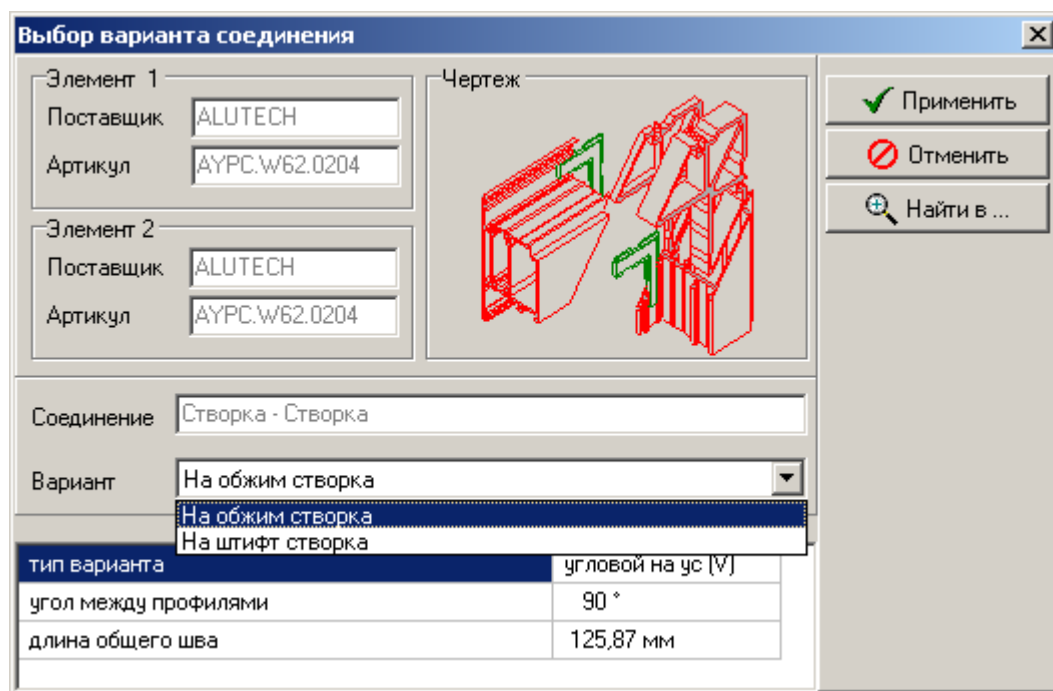 Выбор варианта соединения
Элемент 1
Поставщик ALUTECH
Артикул AYPC.W62.0204
Элемент 2
Поставщик ALUTECH
Артикул AYPC.W62.0204
Чертеж
Применить
Отменить
Найти в ...
Соединение Створка - Створка
Вариант На обжим створка
На обжим створка
На штифт створка
тип варианта угловой на ус (V)
угол между профилями 90 °
длина общего шва 125,87 мм